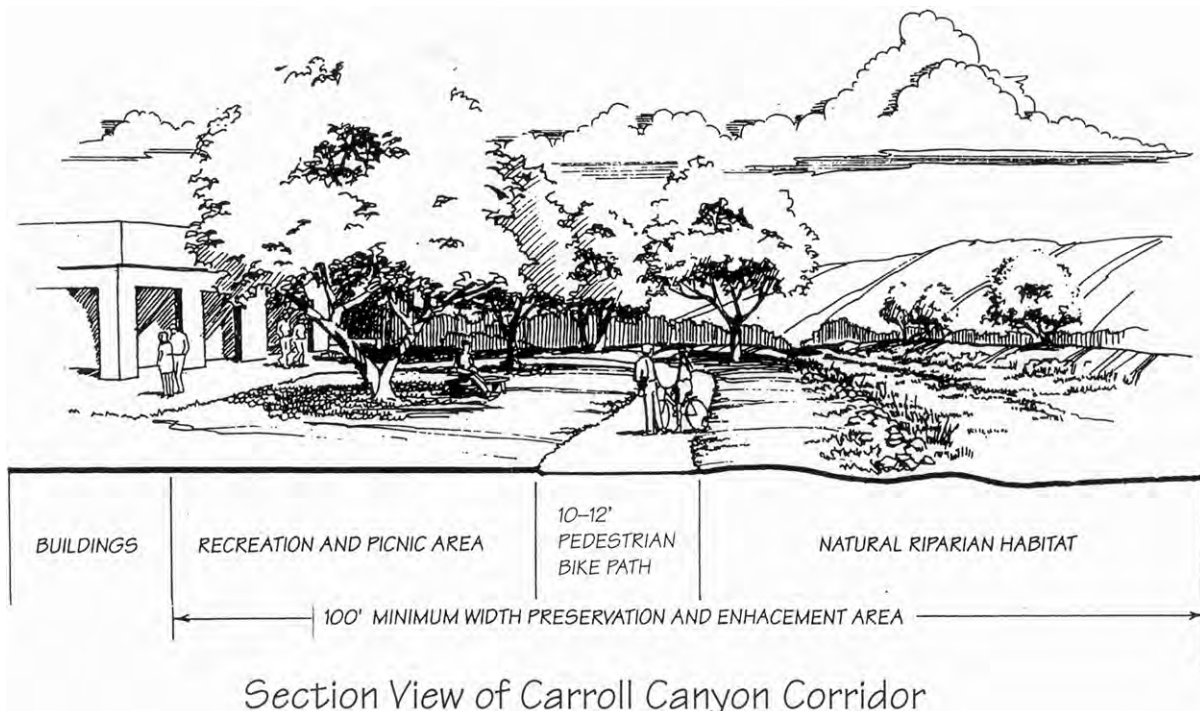 BUILDINGS
RECREATION AND PICNIC AREA
10–12'
PEDESTRIAN
BIKE PATH
NATURAL RIPARIAN HABITAT
100' MINIMUM WIDTH PRESERVATION AND ENHACEMENT AREA
Section View of Carroll Canyon Corridor